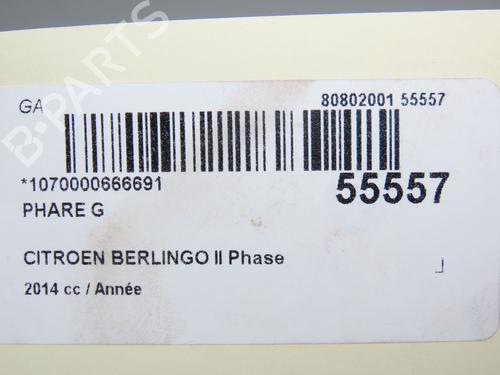 GA
80802001 55557
*1070000666691
55557
PHARE G
CITROEN BERLINGO II Phase
2014 cc / Année
B-PARTS